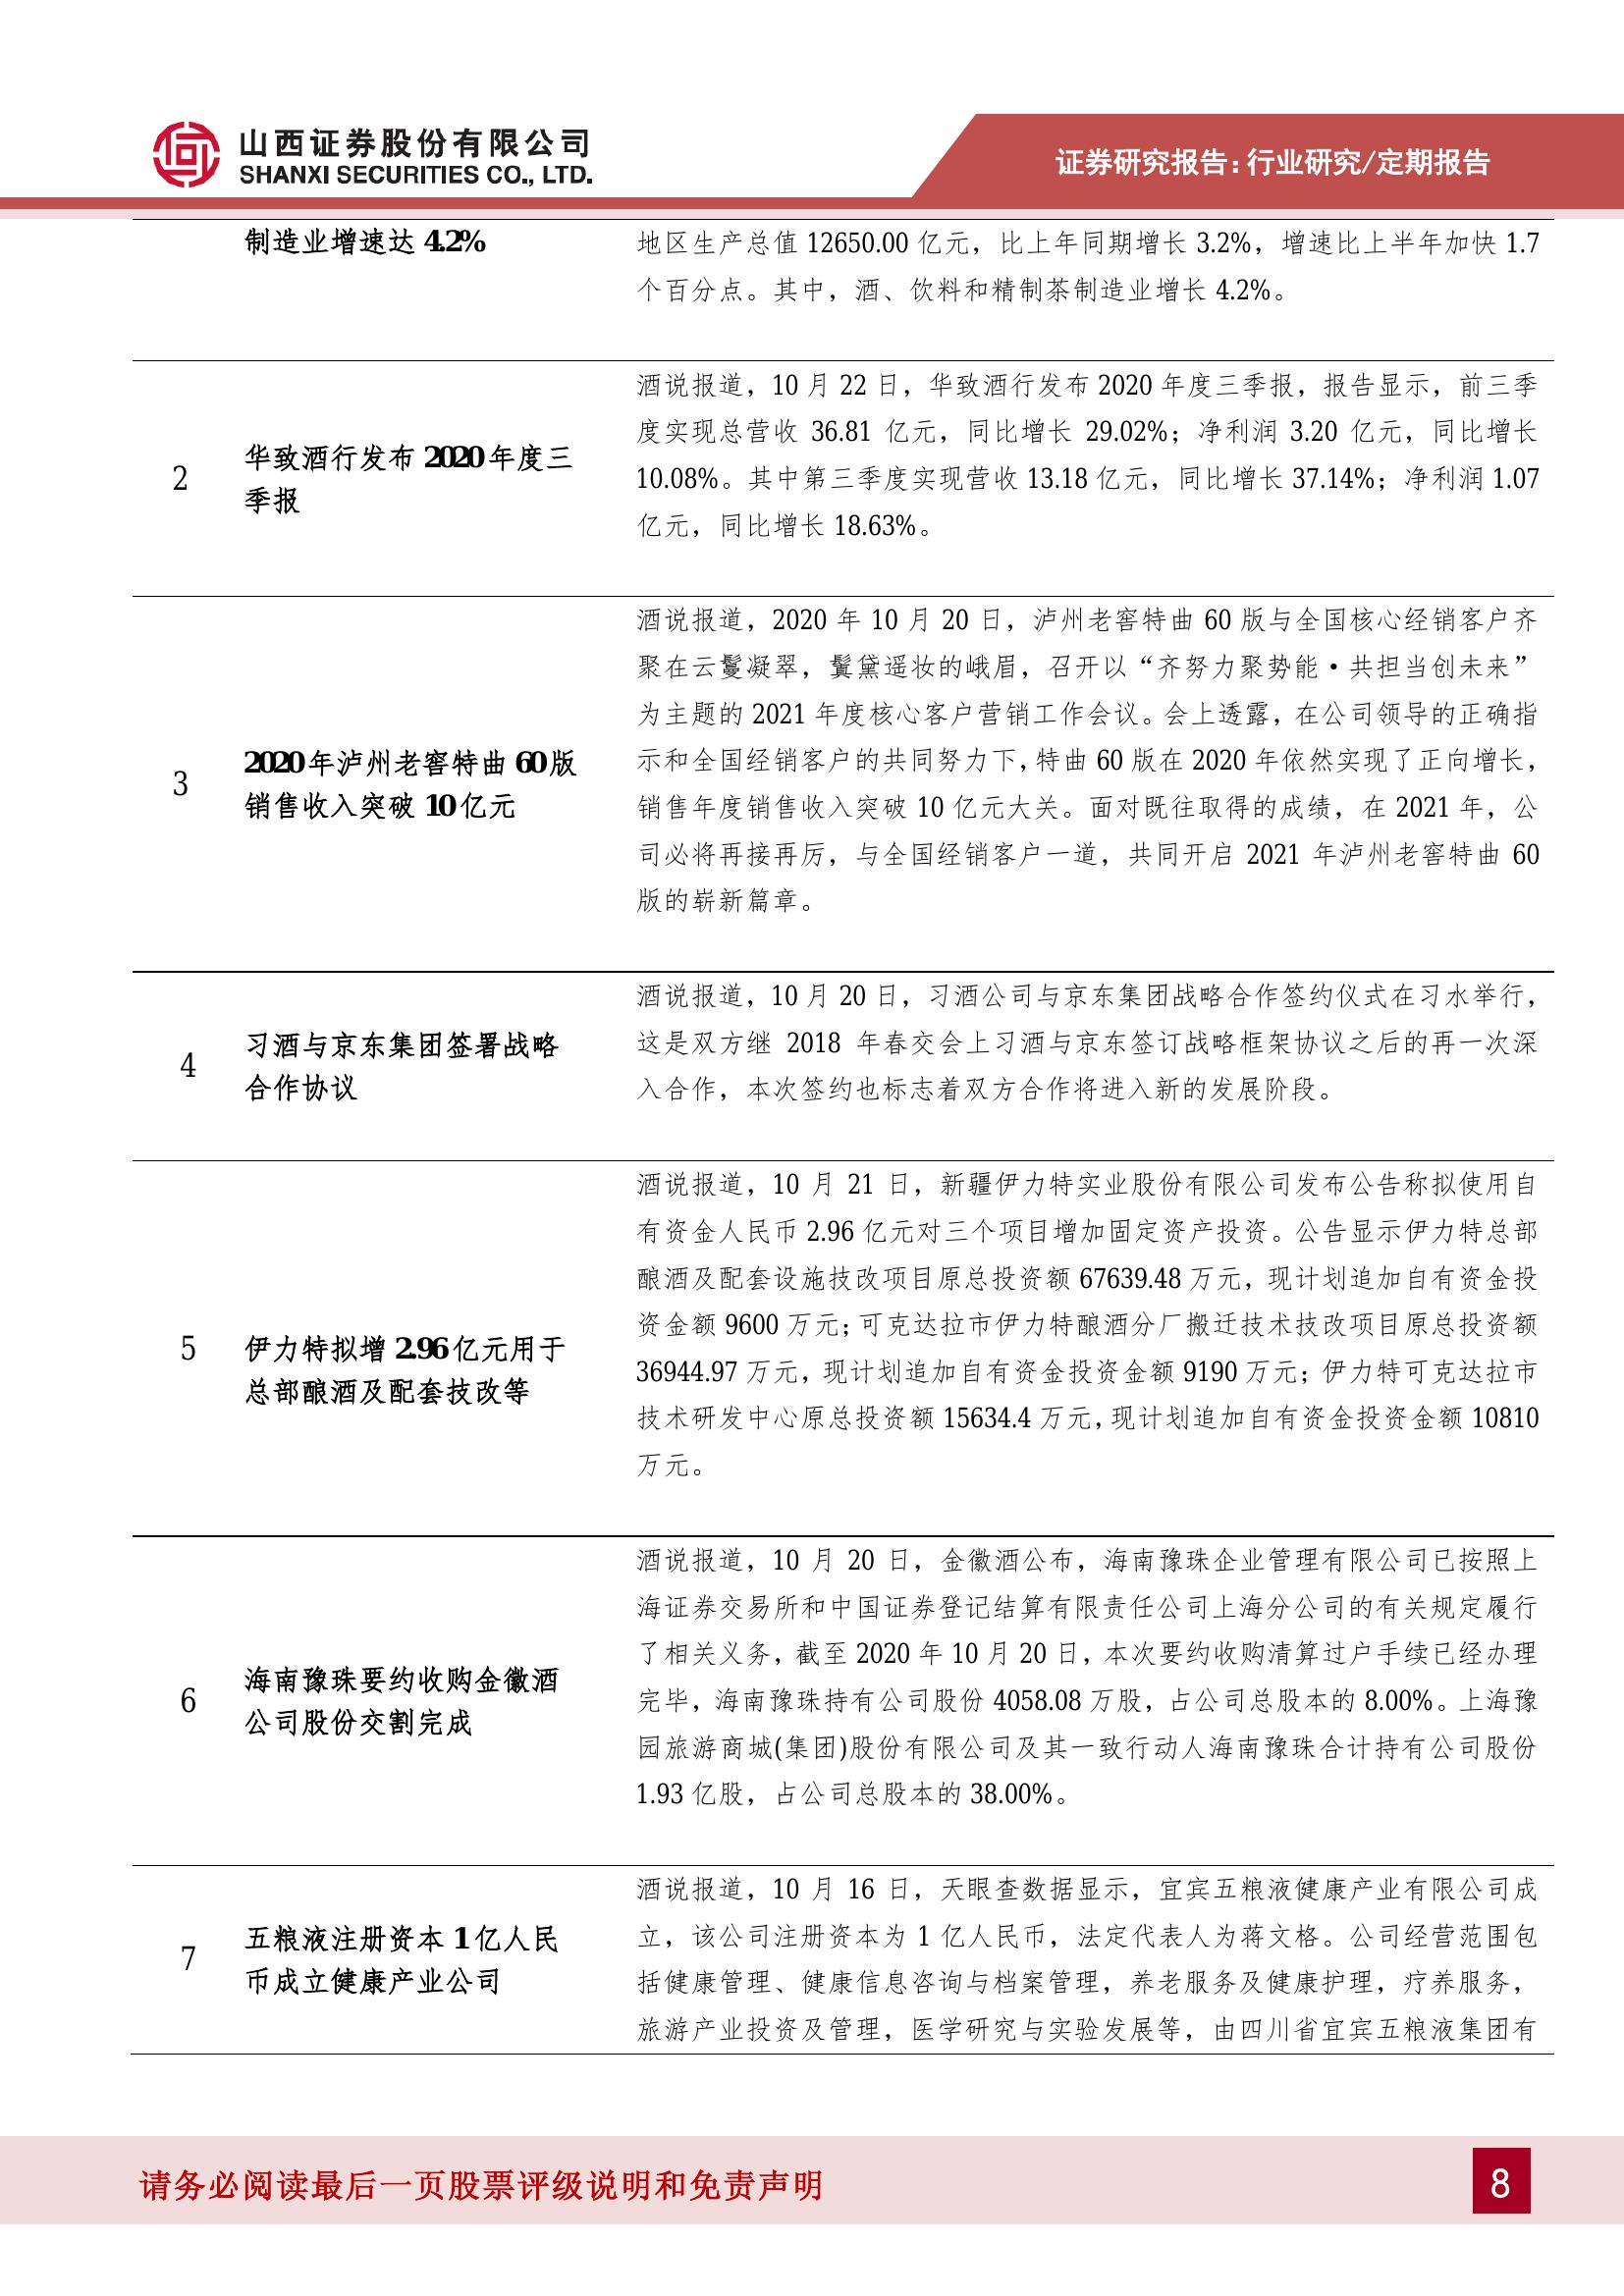 山西证券股份有限公司
SHANXI SECURITIES CO., LTD.
证券研究报告：行业研究/定期报告
制造业增速达 4.2%
地区生产总值 12650.00 亿元，比上年同期增长 3.2%，增速比上半年加快 1.7
个百分点。其中，酒、饮料和精制茶制造业增长 4.2%。
2
华致酒行发布 2020 年度三
季报
酒说报道，10 月 22 日，华致酒行发布 2020 年度三季报，报告显示，前三季
度实现总营收 36.81 亿元，同比增长 29.02%；净利润 3.20 亿元，同比增长
10.08%。其中第三季度实现营收 13.18 亿元，同比增长 37.14%；净利润 1.07
亿元，同比增长 18.63%。
3
2020 年泸州老窖特曲 60 版
销售收入突破 10 亿元
酒说报道，2020 年 10 月 20 日，泸州老窖特曲 60 版与全国核心经销客户齐
聚在云鬘凝翠，鬒黛遥妆的峨眉，召开以“齐努力聚势能·共担当创未来”
为主题的 2021 年度核心客户营销工作会议。会上透露，在公司领导的正确指
示和全国经销客户的共同努力下，特曲 60 版在 2020 年依然实现了正向增长，
销售年度销售收入突破 10 亿元大关。面对既往取得的成绩，在 2021 年，公
司必将再接再厉，与全国经销客户一道，共同开启 2021 年泸州老窖特曲 60
版的崭新篇章。
4
习酒与京东集团签署战略
合作协议
酒说报道，10 月 20 日，习酒公司与京东集团战略合作签约仪式在习水举行，
这是双方继 2018 年春交会上习酒与京东签订战略框架协议之后的再一次深
入合作，本次签约也标志着双方合作将进入新的发展阶段。
5
伊力特拟增 2.96 亿元用于
总部酿酒及配套技改等
酒说报道，10 月 21 日，新疆伊力特实业股份有限公司发布公告称拟使用自
有资金人民币 2.96 亿元对三个项目增加固定资产投资。公告显示伊力特总部
酿酒及配套设施技改项目原总投资额 67639.48 万元，现计划追加自有资金投
资金额 9600 万元；可克达拉市伊力特酿酒分厂搬迁技术技改项目原总投资额
36944.97 万元，现计划追加自有资金投资金额 9190 万元；伊力特可克达拉市
技术研发中心原总投资额 15634.4 万元，现计划追加自有资金投资金额 10810
万元。
6
海南豫珠要约收购金徽酒
公司股份交割完成
酒说报道，10 月 20 日，金徽酒公布，海南豫珠企业管理有限公司已按照上
海证券交易所和中国证券登记结算有限责任公司上海分公司的有关规定履行
了相关义务，截至 2020 年 10 月 20 日，本次要约收购清算过户手续已经办理
完毕，海南豫珠持有公司股份 4058.08 万股，占公司总股本的 8.00%。上海豫
园旅游商城(集团)股份有限公司及其一致行动人海南豫珠合计持有公司股份
1.93 亿股，占公司总股本的 38.00%。
7
五粮液注册资本 1 亿人民
币成立健康产业公司
酒说报道，10 月 16 日，天眼查数据显示，宜宾五粮液健康产业有限公司成
立，该公司注册资本为 1 亿人民币，法定代表人为蒋文格。公司经营范围包
括健康管理、健康信息咨询与档案管理，养老服务及健康护理，疗养服务，
旅游产业投资及管理，医学研究与实验发展等，由四川省宜宾五粮液集团有
请务必阅读最后一页股票评级说明和免责声明
8